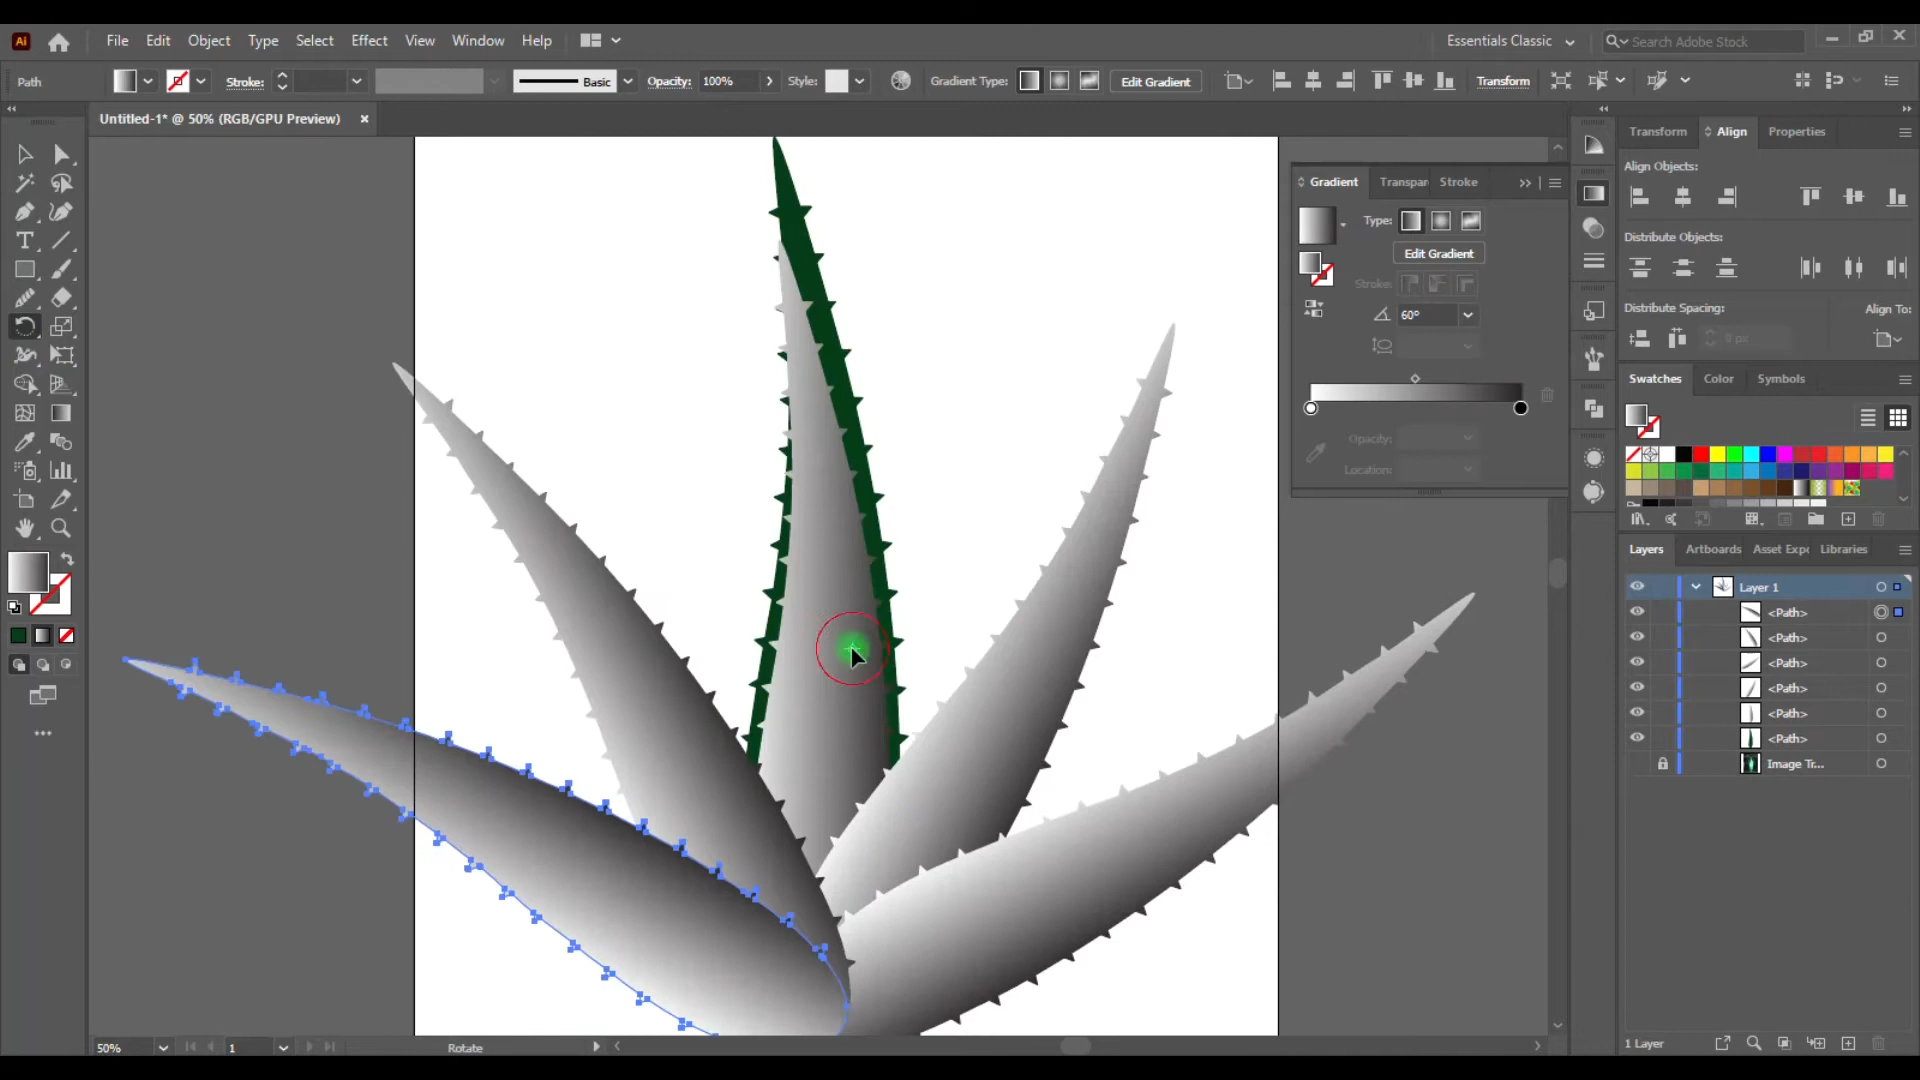 Ai File Edit Object Type Select Effect View Window Help Essentials Classic Search Adobe Stock
Path Stroke: Basic Opacity: 100% Style: Gradient Type: Edit Gradient Transform
Untitled-1* @ 50% (RGB/GPU Preview)
Gradient Transpar Stroke
Type:
Edit Gradient
Stroke:
60°
Opacity:
Location:
Transform Align Properties
Align Objects:
Distribute Objects:
Distribute Spacing: Align To:
0 px
Swatches Color Symbols
Layers Artboards Asset Expo Libraries
Layer 1
<Path>
<Path>
<Path>
<Path>
<Path>
<Path>
Image Tr...
1 Layer
50% 1 Rotate